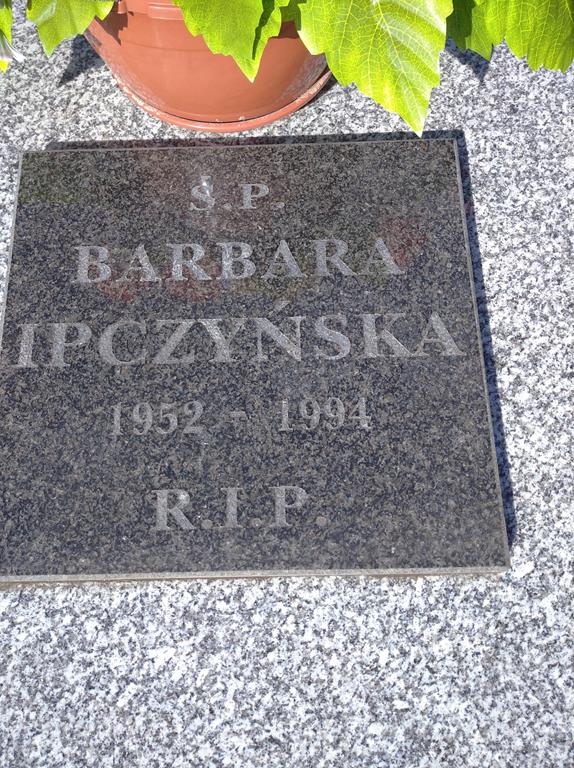 Ś.P.
BARBARA
IPCZYŃSKA
1952 - 1994
R.I.P.